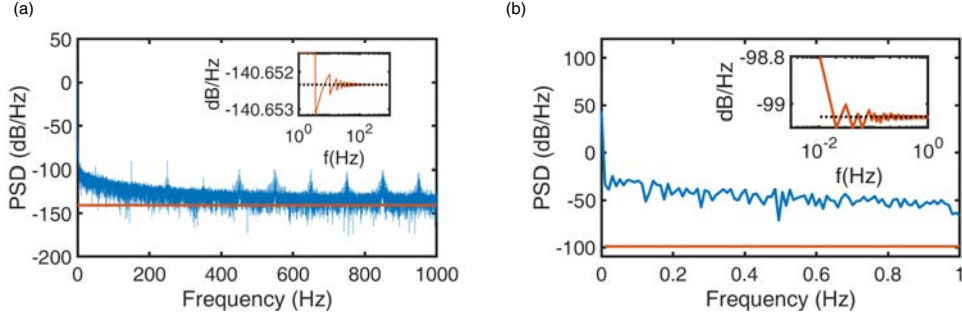 (a)
50
0
-50
-100
-150
-200
PSD (dB/Hz)
0 200 400 600 800 1000
Frequency (Hz)
-140.652
-140.653
dB/Hz
10^0 10^2
f(Hz)
(b)
100
50
0
-50
-100
PSD (dB/Hz)
0 0.2 0.4 0.6 0.8 1
Frequency (Hz)
-98.8
-99
dB/Hz
10^-2 10^0
f(Hz)